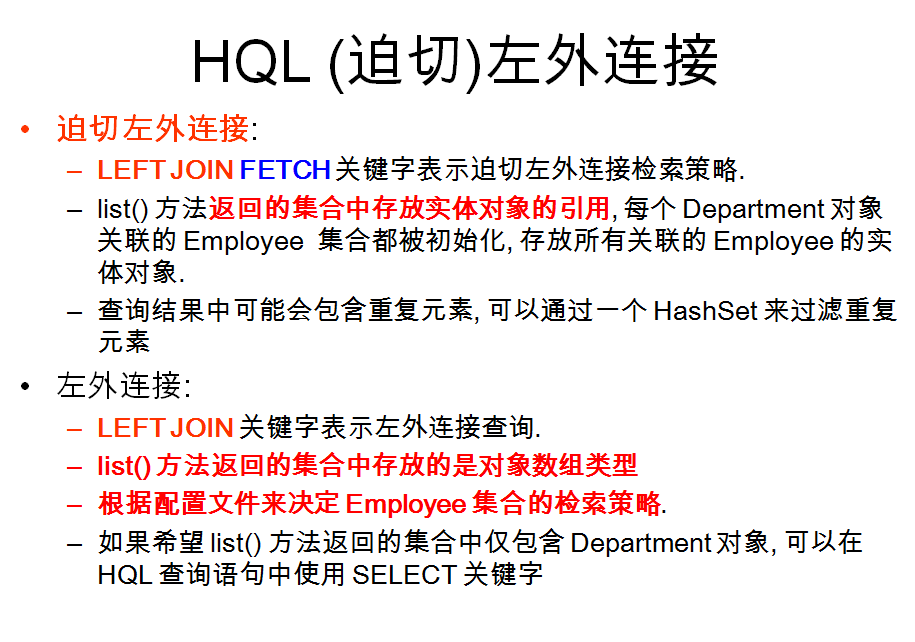 HQL (迫切)左外连接
• 迫切左外连接:
– LEFT JOIN FETCH 关键字表示迫切左外连接检索策略.
– list() 方法返回的集合中存放实体对象的引用, 每个 Department 对象
关联的 Employee 集合都被初始化, 存放所有关联的 Employee 的实
体对象.
– 查询结果中可能会包含重复元素, 可以通过一个 HashSet 来过滤重复
元素
• 左外连接:
– LEFT JOIN 关键字表示左外连接查询.
– list() 方法返回的集合中存放的是对象数组类型
– 根据配置文件来决定 Employee 集合的检索策略.
– 如果希望 list() 方法返回的集合中仅包含 Department 对象, 可以在
HQL 查询语句中使用 SELECT 关键字